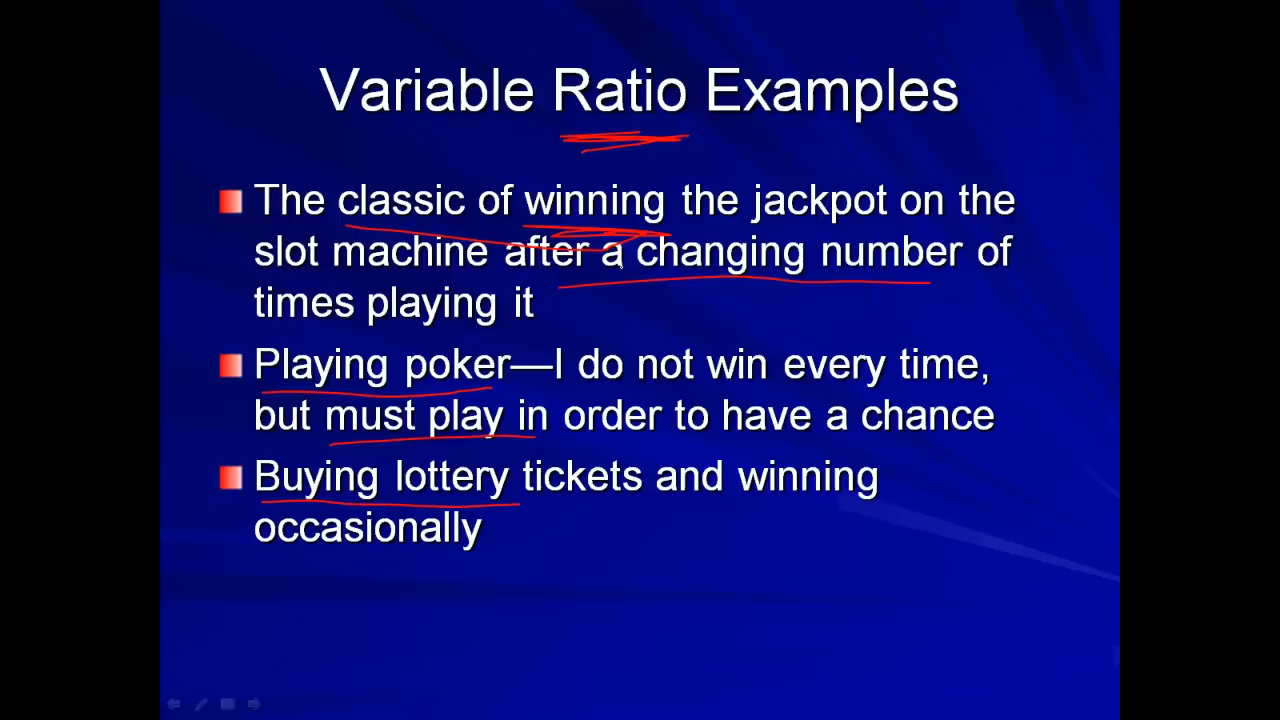 Variable Ratio Examples
The classic of winning the jackpot on the
slot machine after a changing number of
times playing it
Playing poker—I do not win every time,
but must play in order to have a chance
Buying lottery tickets and winning
occasionally